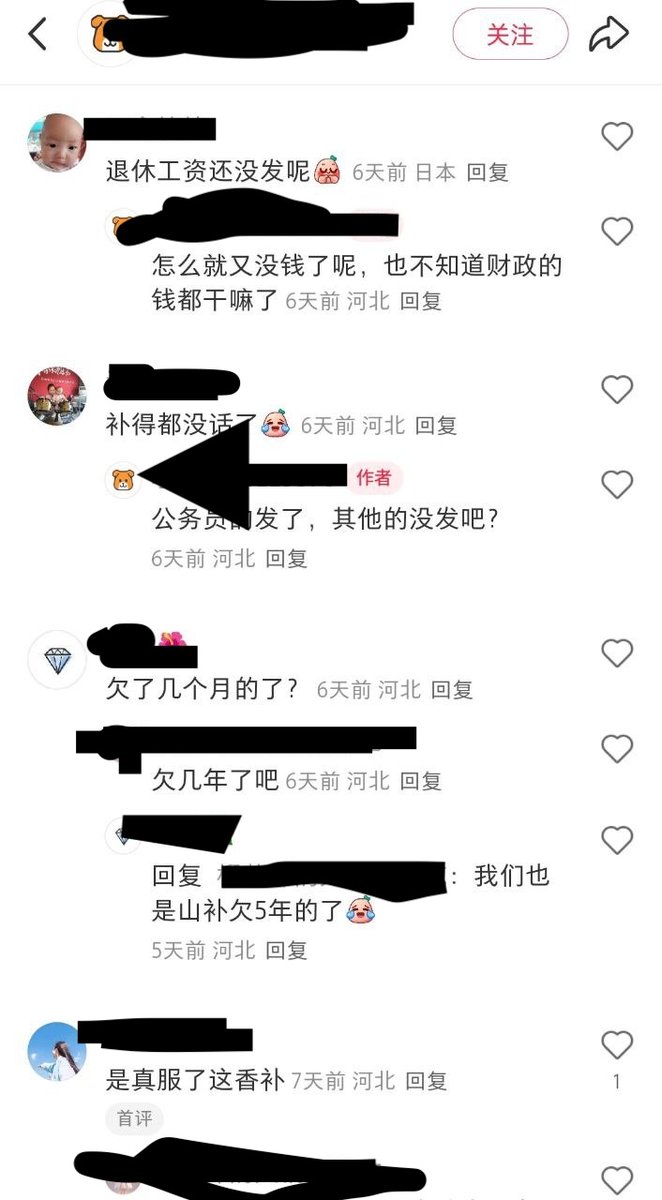 关注
退休工资还没发呢 6天前 日本 回复
怎么就又没钱了呢，也不知道财政的
钱都干嘛了 6天前 河北 回复
补得都没话了 6天前 河北 回复
作者
公务员的发了，其他的没发吧?
6天前 河北 回复
欠了几个月的了? 6天前 河北 回复
欠几年了吧 6天前 河北 回复
回复 : 我们也
是山补欠5年的了
5天前 河北 回复
是真服了这香补 7天前 河北 回复
1
首评